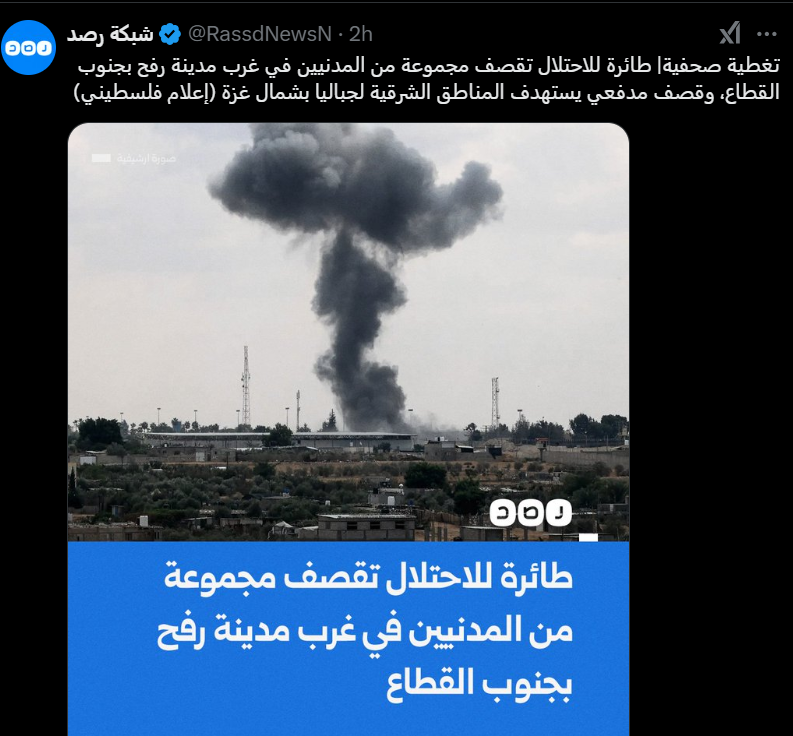 شبكة رصد @RassdNewsN · 2h
تغطية صحفية| طائرة للاحتلال تقصف مجموعة من المدنيين في غرب مدينة رفح بجنوب
القطاع، وقصف مدفعي يستهدف المناطق الشرقية لجباليا بشمال غزة (إعلام فلسطيني)
صورة أرشيفية
رصد
طائرة للاحتلال تقصف مجموعة
من المدنيين في غرب مدينة رفح
بجنوب القطاع